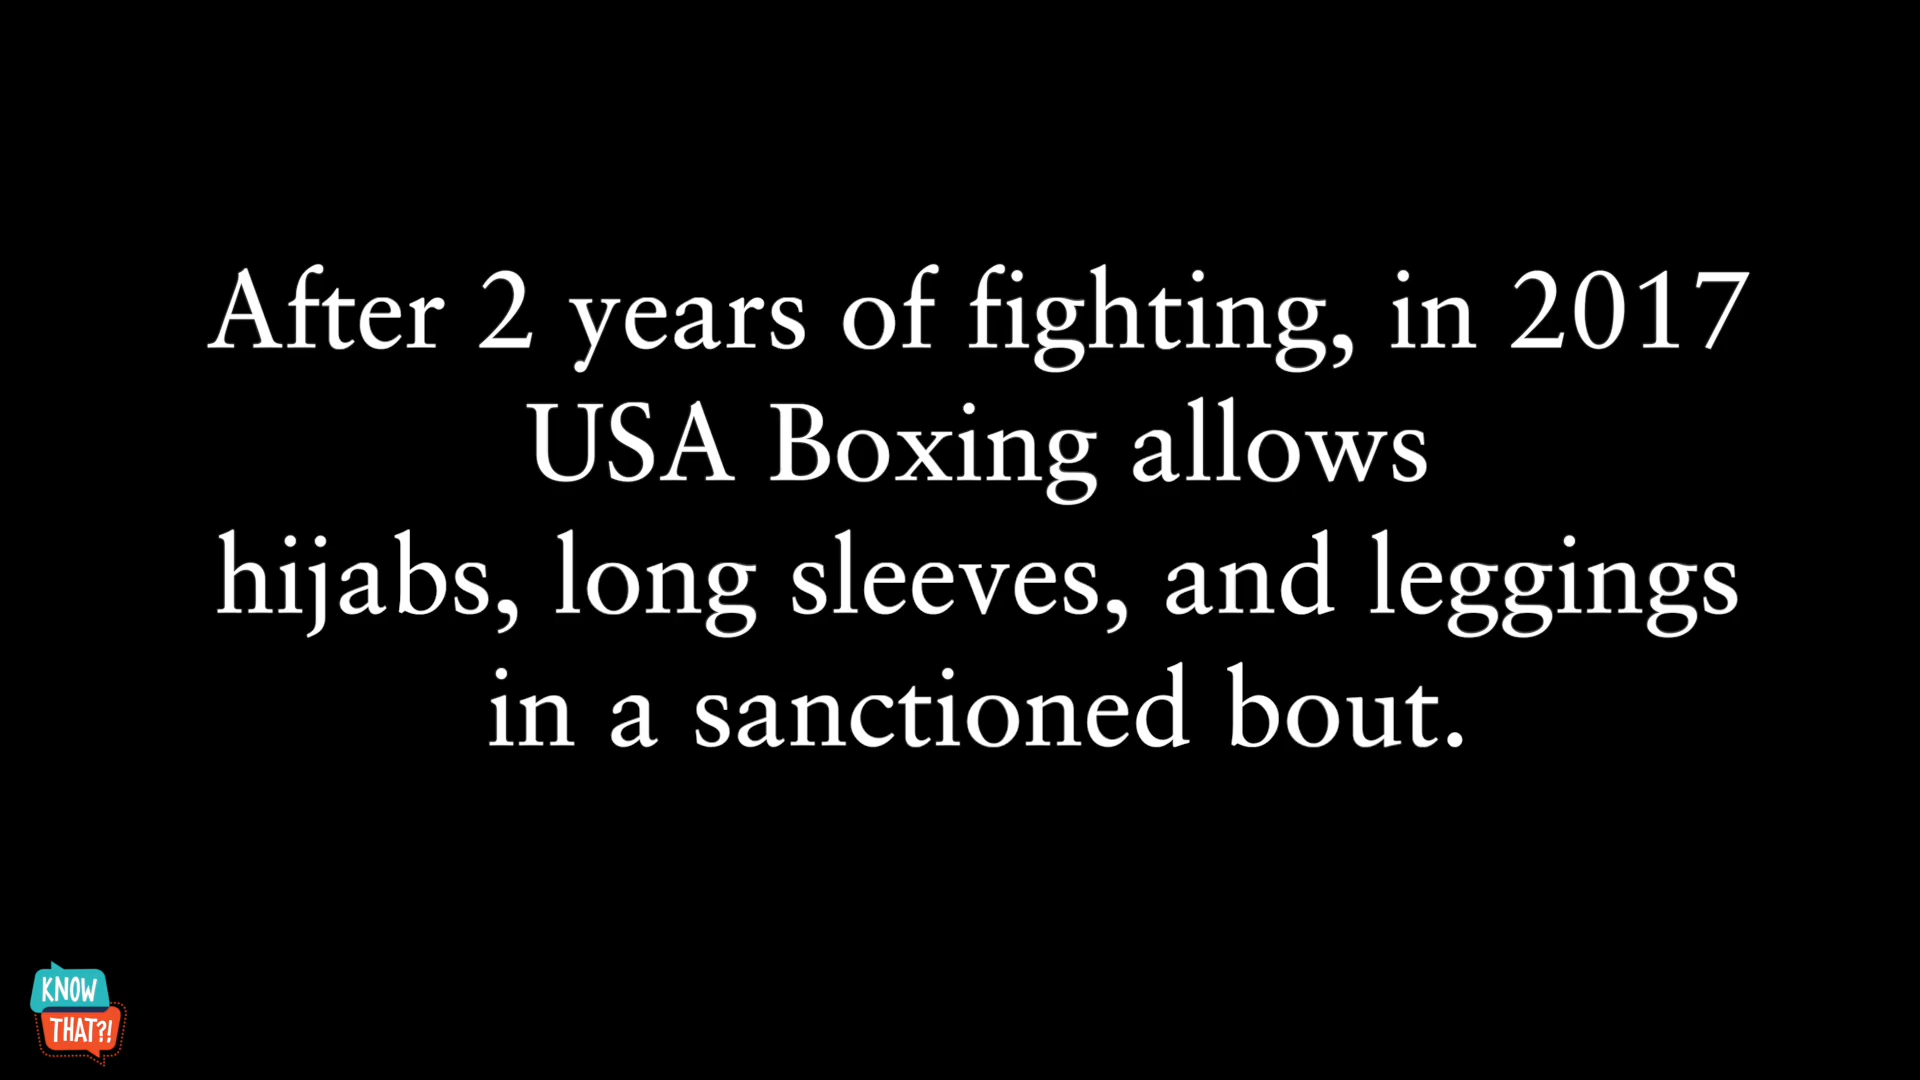 After 2 years of fighting, in 2017
USA Boxing allows
hijabs, long sleeves, and leggings
in a sanctioned bout.
KNOW
THAT?!